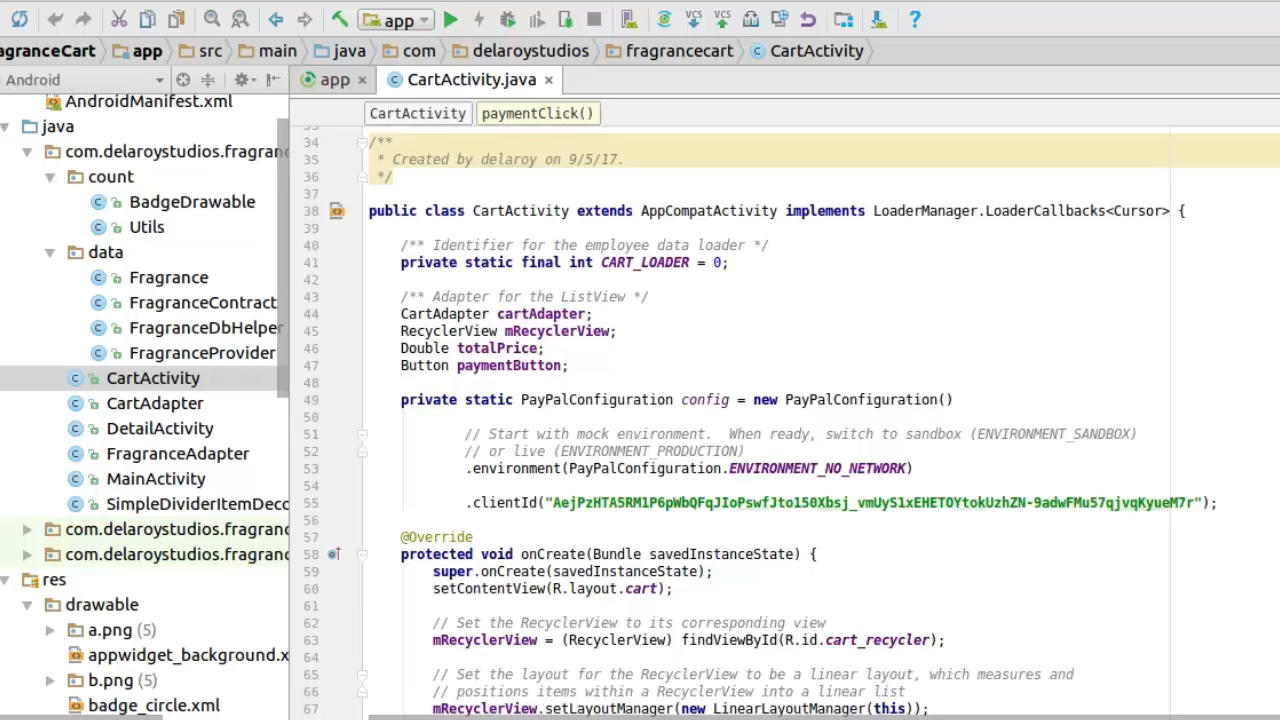 app
VCS VCS
agranceCart app src main java com delaroystudios fragrancecart CartActivity
Android
app CartActivity.java
CartActivity paymentClick()
AndroidManifest.xml
java
com.delaroystudios.fragran
count
BadgeDrawable
Utils
data
Fragrance
FragranceContract
FragranceDbHelper
FragranceProvider
CartActivity
CartAdapter
DetailActivity
FragranceAdapter
MainActivity
SimpleDividerItemDeco
com.delaroystudios.fragran
com.delaroystudios.fragran
res
drawable
a.png (5)
appwidget_background.x
b.png (5)
badge_circle.xml
34 /**
35 * Created by delaroy on 9/5/17.
36 */
37
38 public class CartActivity extends AppCompatActivity implements LoaderManager.LoaderCallbacks<Cursor> {
39
40 /** Identifier for the employee data loader */
41 private static final int CART_LOADER = 0;
42
43 /** Adapter for the ListView */
44 CartAdapter cartAdapter;
45 RecyclerView mRecyclerView;
46 Double totalPrice;
47 Button paymentButton;
48
49 private static PayPalConfiguration config = new PayPalConfiguration()
50
51 // Start with mock environment. When ready, switch to sandbox (ENVIRONMENT_SANDBOX)
52 // or live (ENVIRONMENT_PRODUCTION)
53 .environment(PayPalConfiguration.ENVIRONMENT_NO_NETWORK)
54
55 .clientId("AejPzHTA5RM1P6pWbQFqJIoPswfJto150Xbsj_vmUyS1xEHETOYtokUzhZN-9adwFMu57qjvqKyueM7r");
56
57 @Override
58 protected void onCreate(Bundle savedInstanceState) {
59 super.onCreate(savedInstanceState);
60 setContentView(R.layout.cart);
61
62 // Set the RecyclerView to its corresponding view
63 mRecyclerView = (RecyclerView) findViewById(R.id.cart_recycler);
64
65 // Set the layout for the RecyclerView to be a linear layout, which measures and
66 // positions items within a RecyclerView into a linear list
67 mRecyclerView.setLayoutManager(new LinearLayoutManager(this));